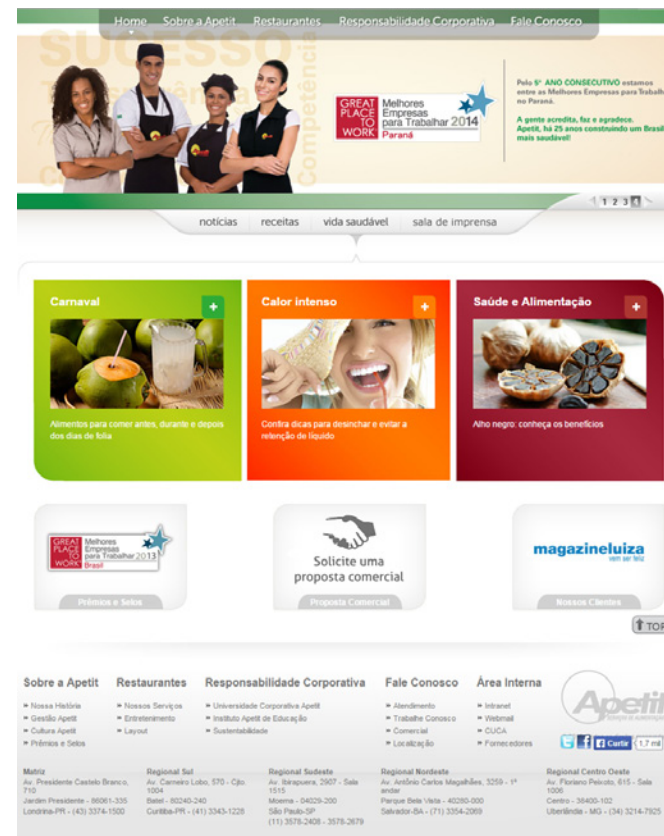 Home Sobre a Apetit Restaurantes Responsabilidade Corporativa Fale Conosco
SUCESSO
Competência
GREAT
PLACE
TO
WORK
Melhores
Empresas
para Trabalhar 2014
Paraná
Pelo 5º ANO CONSECUTIVO estamos
entre as Melhores Empresas para Trabalh
no Paraná.
A gente acredita, faz e agradece.
Apetit, há 25 anos construindo um Brasil
mais saudável!
1 2 3 4
notícias receitas vida saudável sala de imprensa
Carnaval +
Alimentos para comer antes, durante e depois
dos dias de folia
Calor intenso +
Confira dicas para desinchar e evitar a
retenção de líquido
Saúde e Alimentação +
Alho negro: conheça os benefícios
GREAT
PLACE
TO
WORK
Melhores
Empresas
para Trabalhar 2013
Brasil
Prêmios e Selos
Solicite uma
proposta comercial
Proposta Comercial
magazineluiza
vem ser feliz
Nossos Clientes
TOP
Sobre a Apetit
» Nossa História
» Gestão Apetit
» Cultura Apetit
» Prêmios e Selos
Restaurantes
» Nossos Serviços
» Entretenimento
» Layout
Responsabilidade Corporativa
» Universidade Corporativa Apetit
» Instituto Apetit de Educação
» Sustentabilidade
Fale Conosco
» Atendimento
» Trabalhe Conosco
» Comercial
» Localização
Área Interna
» Intranet
» Webmail
» CUCA
» Fornecedores
Apetit
Curtir 1,7 mil
Matriz
Av. Presidente Castelo Branco,
710
Jardim Presidente - 86061-335
Londrina-PR - (43) 3374-1500
Regional Sul
Av. Carneiro Lobo, 570 - Cjto.
1004
Batel - 80240-240
Curitiba-PR - (41) 3343-1228
Regional Sudeste
Av. Ibirapuera, 2907 - Sala
1515
Moema - 04029-200
São Paulo-SP
(11) 3578-2408 - 3578-2679
Regional Nordeste
Av. Antônio Carlos Magalhães, 3259 - 1º
andar
Parque Bela Vista - 40280-000
Salvador-BA - (71) 3354-2069
Regional Centro Oeste
Av. Floriano Peixoto, 615 - Sala
1006
Centro - 38400-102
Uberlândia - MG - (34) 3214-7925